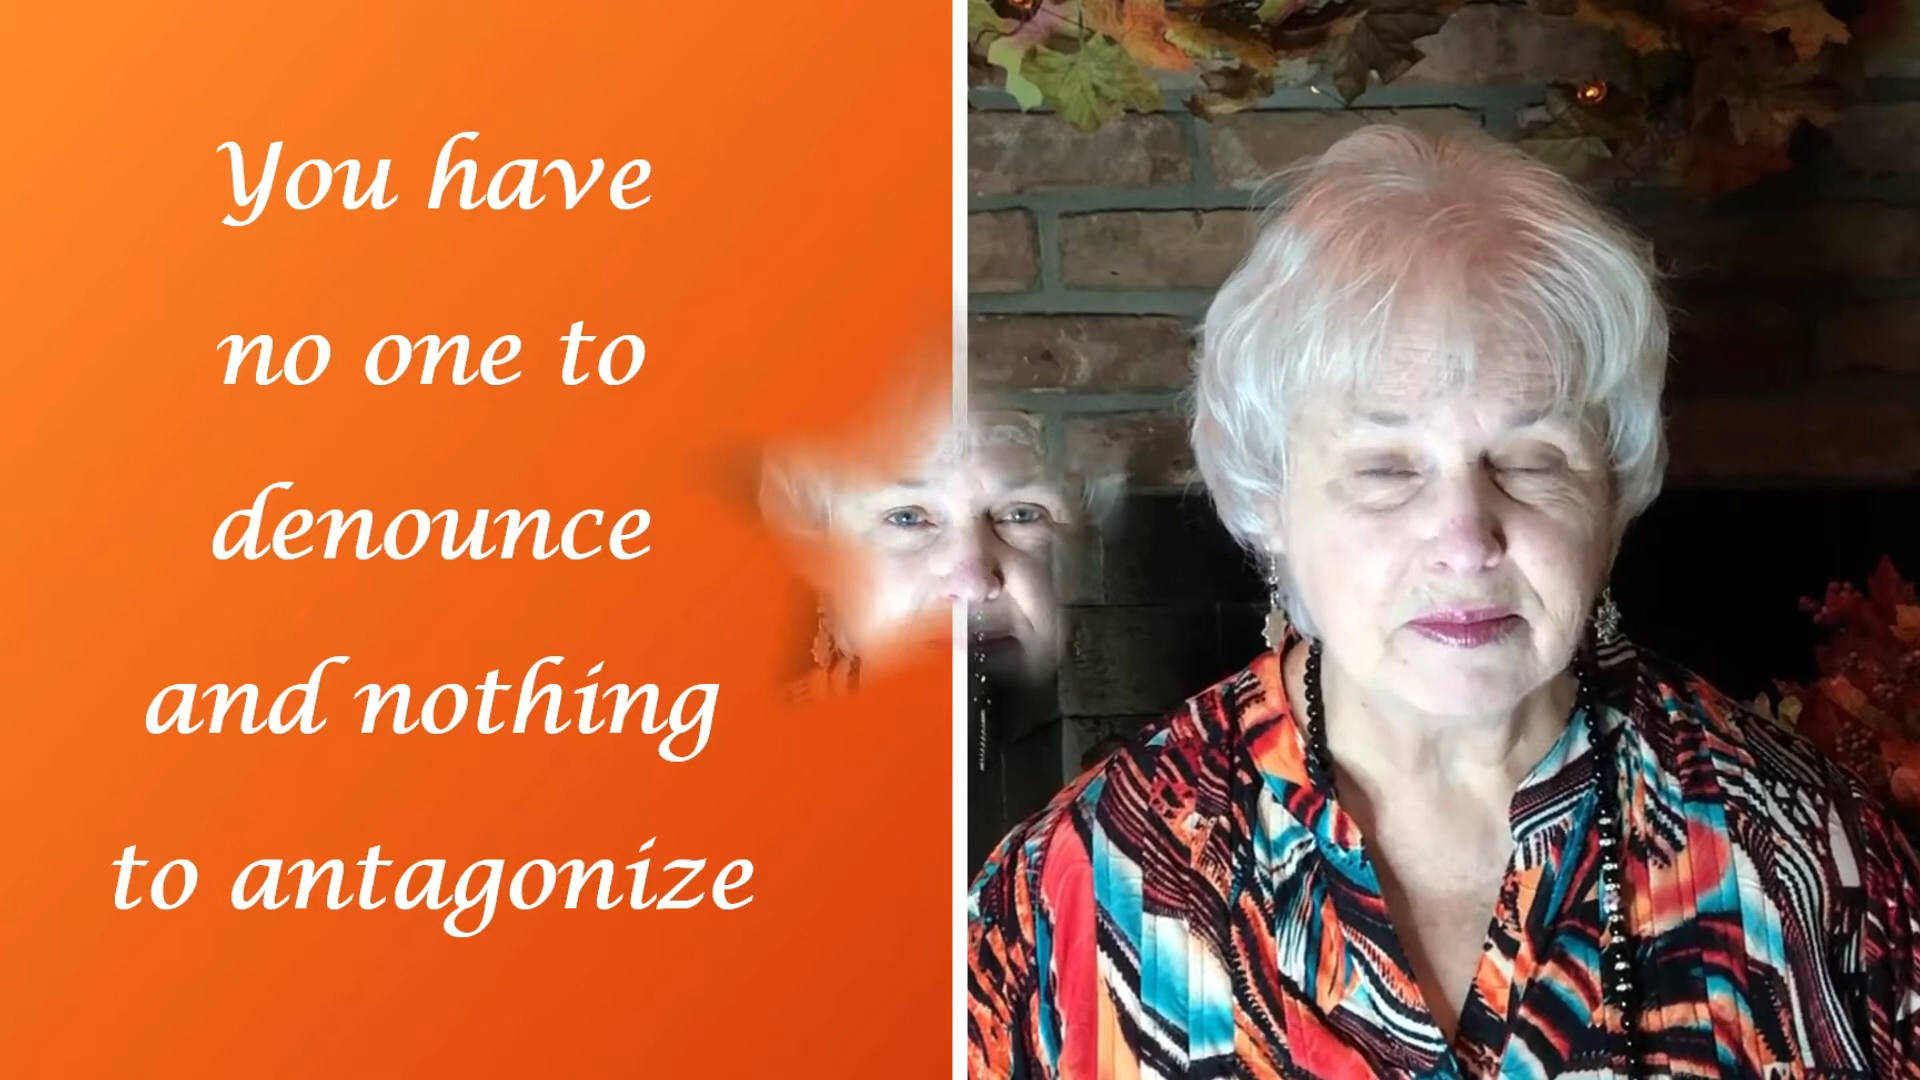 You have
no one to
denounce
and nothing
to antagonize